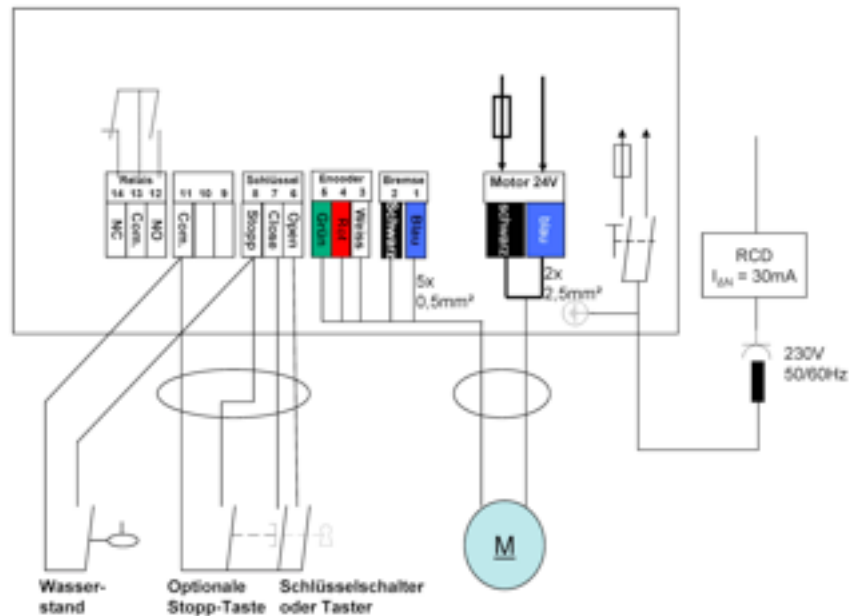 Relais
14 13 12
NC
Com.
NO
11 10 9
Com.
Schlüssel
8 7 6
Stopp
Close
Open
Encoder
5 4 3
Grün
Rot
Weiss
Bremse
2 1
Schwarz
Blau
Motor 24V
schwarz
blau
5x
0,5mm²
2x
2,5mm²
RCD
IΔN = 30mA
230V
50/60Hz
M
Wasser-
stand
Optionale
Stopp-Taste
Schlüsselschalter
oder Taster